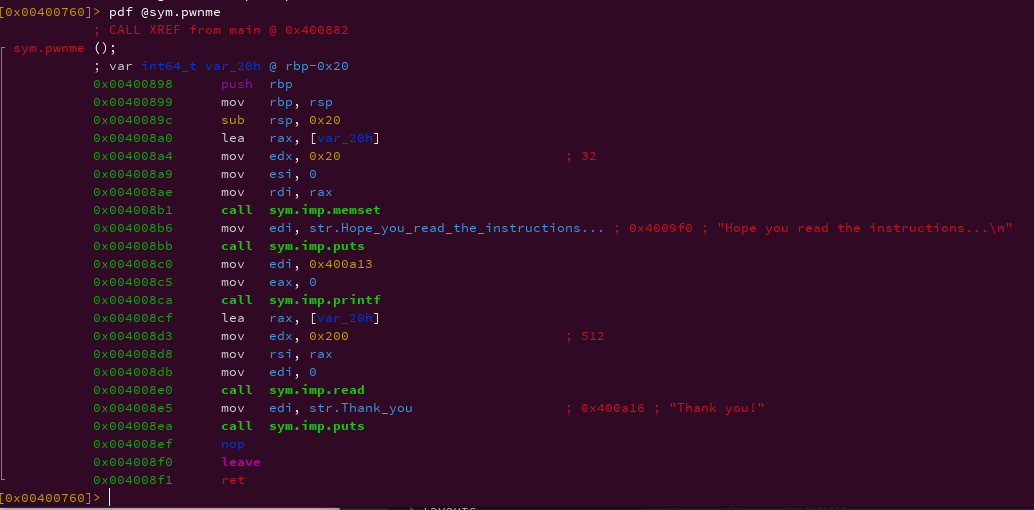 [0x00400760]> pdf @sym.pwnme
; CALL XREF from main @ 0x400882
sym.pwnme ();
; var int64_t var_20h @ rbp-0x20
0x00400898 push rbp
0x00400899 mov rbp, rsp
0x0040089c sub rsp, 0x20
0x004008a0 lea rax, [var_20h]
0x004008a4 mov edx, 0x20 ; 32
0x004008a9 mov esi, 0
0x004008ae mov rdi, rax
0x004008b1 call sym.imp.memset
0x004008b6 mov edi, str.Hope_you_read_the_instructions... ; 0x4009f0 ; "Hope you read the instructions...\n"
0x004008bb call sym.imp.puts
0x004008c0 mov edi, 0x400a13
0x004008c5 mov eax, 0
0x004008ca call sym.imp.printf
0x004008cf lea rax, [var_20h]
0x004008d3 mov edx, 0x200 ; 512
0x004008d8 mov rsi, rax
0x004008db mov edi, 0
0x004008e0 call sym.imp.read
0x004008e5 mov edi, str.Thank_you ; 0x400a16 ; "Thank you!"
0x004008ea call sym.imp.puts
0x004008ef nop
0x004008f0 leave
0x004008f1 ret
[0x00400760]>